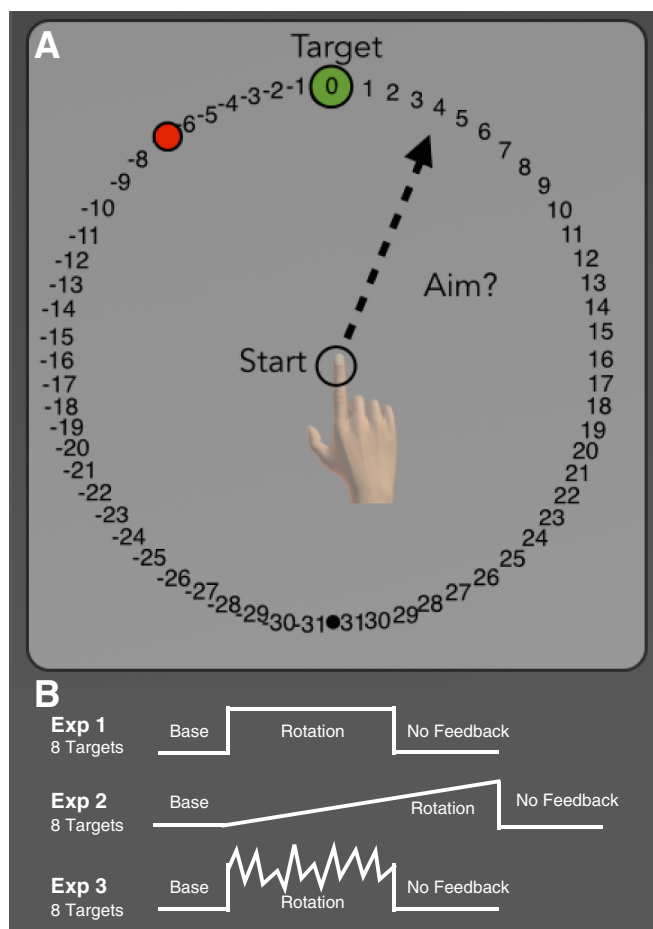 A
Target
-8 -6 -5 -4 -3 -2 -1 0 1 2 3 4 5 6 7 8
-9 9
-10 10
-11 11
-12 12
Aim?
-13 13
-14 14
-15 15
Start
-16 16
-17 17
-18 18
-19 19
-20 20
-21 21
-22 22
-23 23
-24 24
-25 25
-26 26
-27 27
-28 28
-29 29
-30 -31 31 30
B
Exp 1 Base Rotation No Feedback
8 Targets
Exp 2 Base Rotation No Feedback
8 Targets
Exp 3 Base Rotation No Feedback
8 Targets